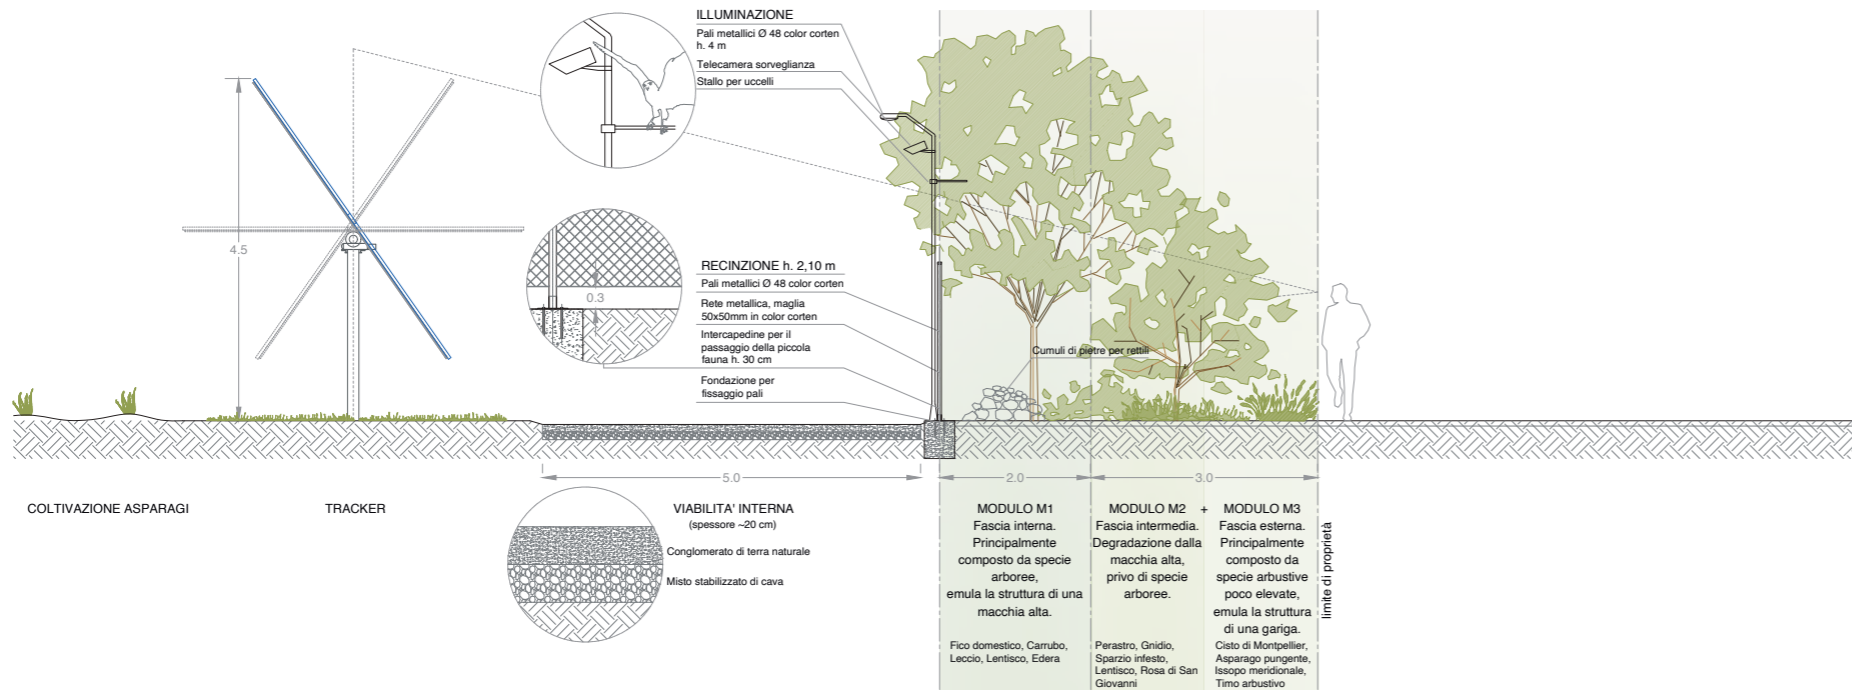 ILLUMINAZIONE
Pali metallici Ø 48 color corten
h. 4 m
Telecamera sorveglianza
Stallo per uccelli
4.5
0.3
RECINZIONE h. 2,10 m
Pali metallici Ø 48 color corten
Rete metallica, maglia
50x50mm in color corten
Intercapedine per il
passaggio della piccola
fauna h. 30 cm
Fondazione per
fissaggio pali
Cumuli di pietre per rettili
5.0
2.0
3.0
COLTIVAZIONE ASPARAGI
TRACKER
VIABILITA' INTERNA
(spessore ~20 cm)
Conglomerato di terra naturale
Misto stabilizzato di cava
MODULO M1
Fascia interna.
Principalmente
composto da specie
arboree,
emula la struttura di una
macchia alta.
Fico domestico, Carrubo,
Leccio, Lentisco, Edera
MODULO M2 +
Fascia intermedia.
Degradazione dalla
macchia alta,
privo di specie
arboree.
Perastro, Gnidio,
Sparzio infesto,
Lentisco, Rosa di San
Giovanni
MODULO M3
Fascia esterna.
Principalmente
composto da
specie arbustive
poco elevate,
emula la struttura
di una gariga.
Cisto di Montpellier,
Asparago pungente,
Issopo meridionale,
Timo arbustivo
limite di proprietà